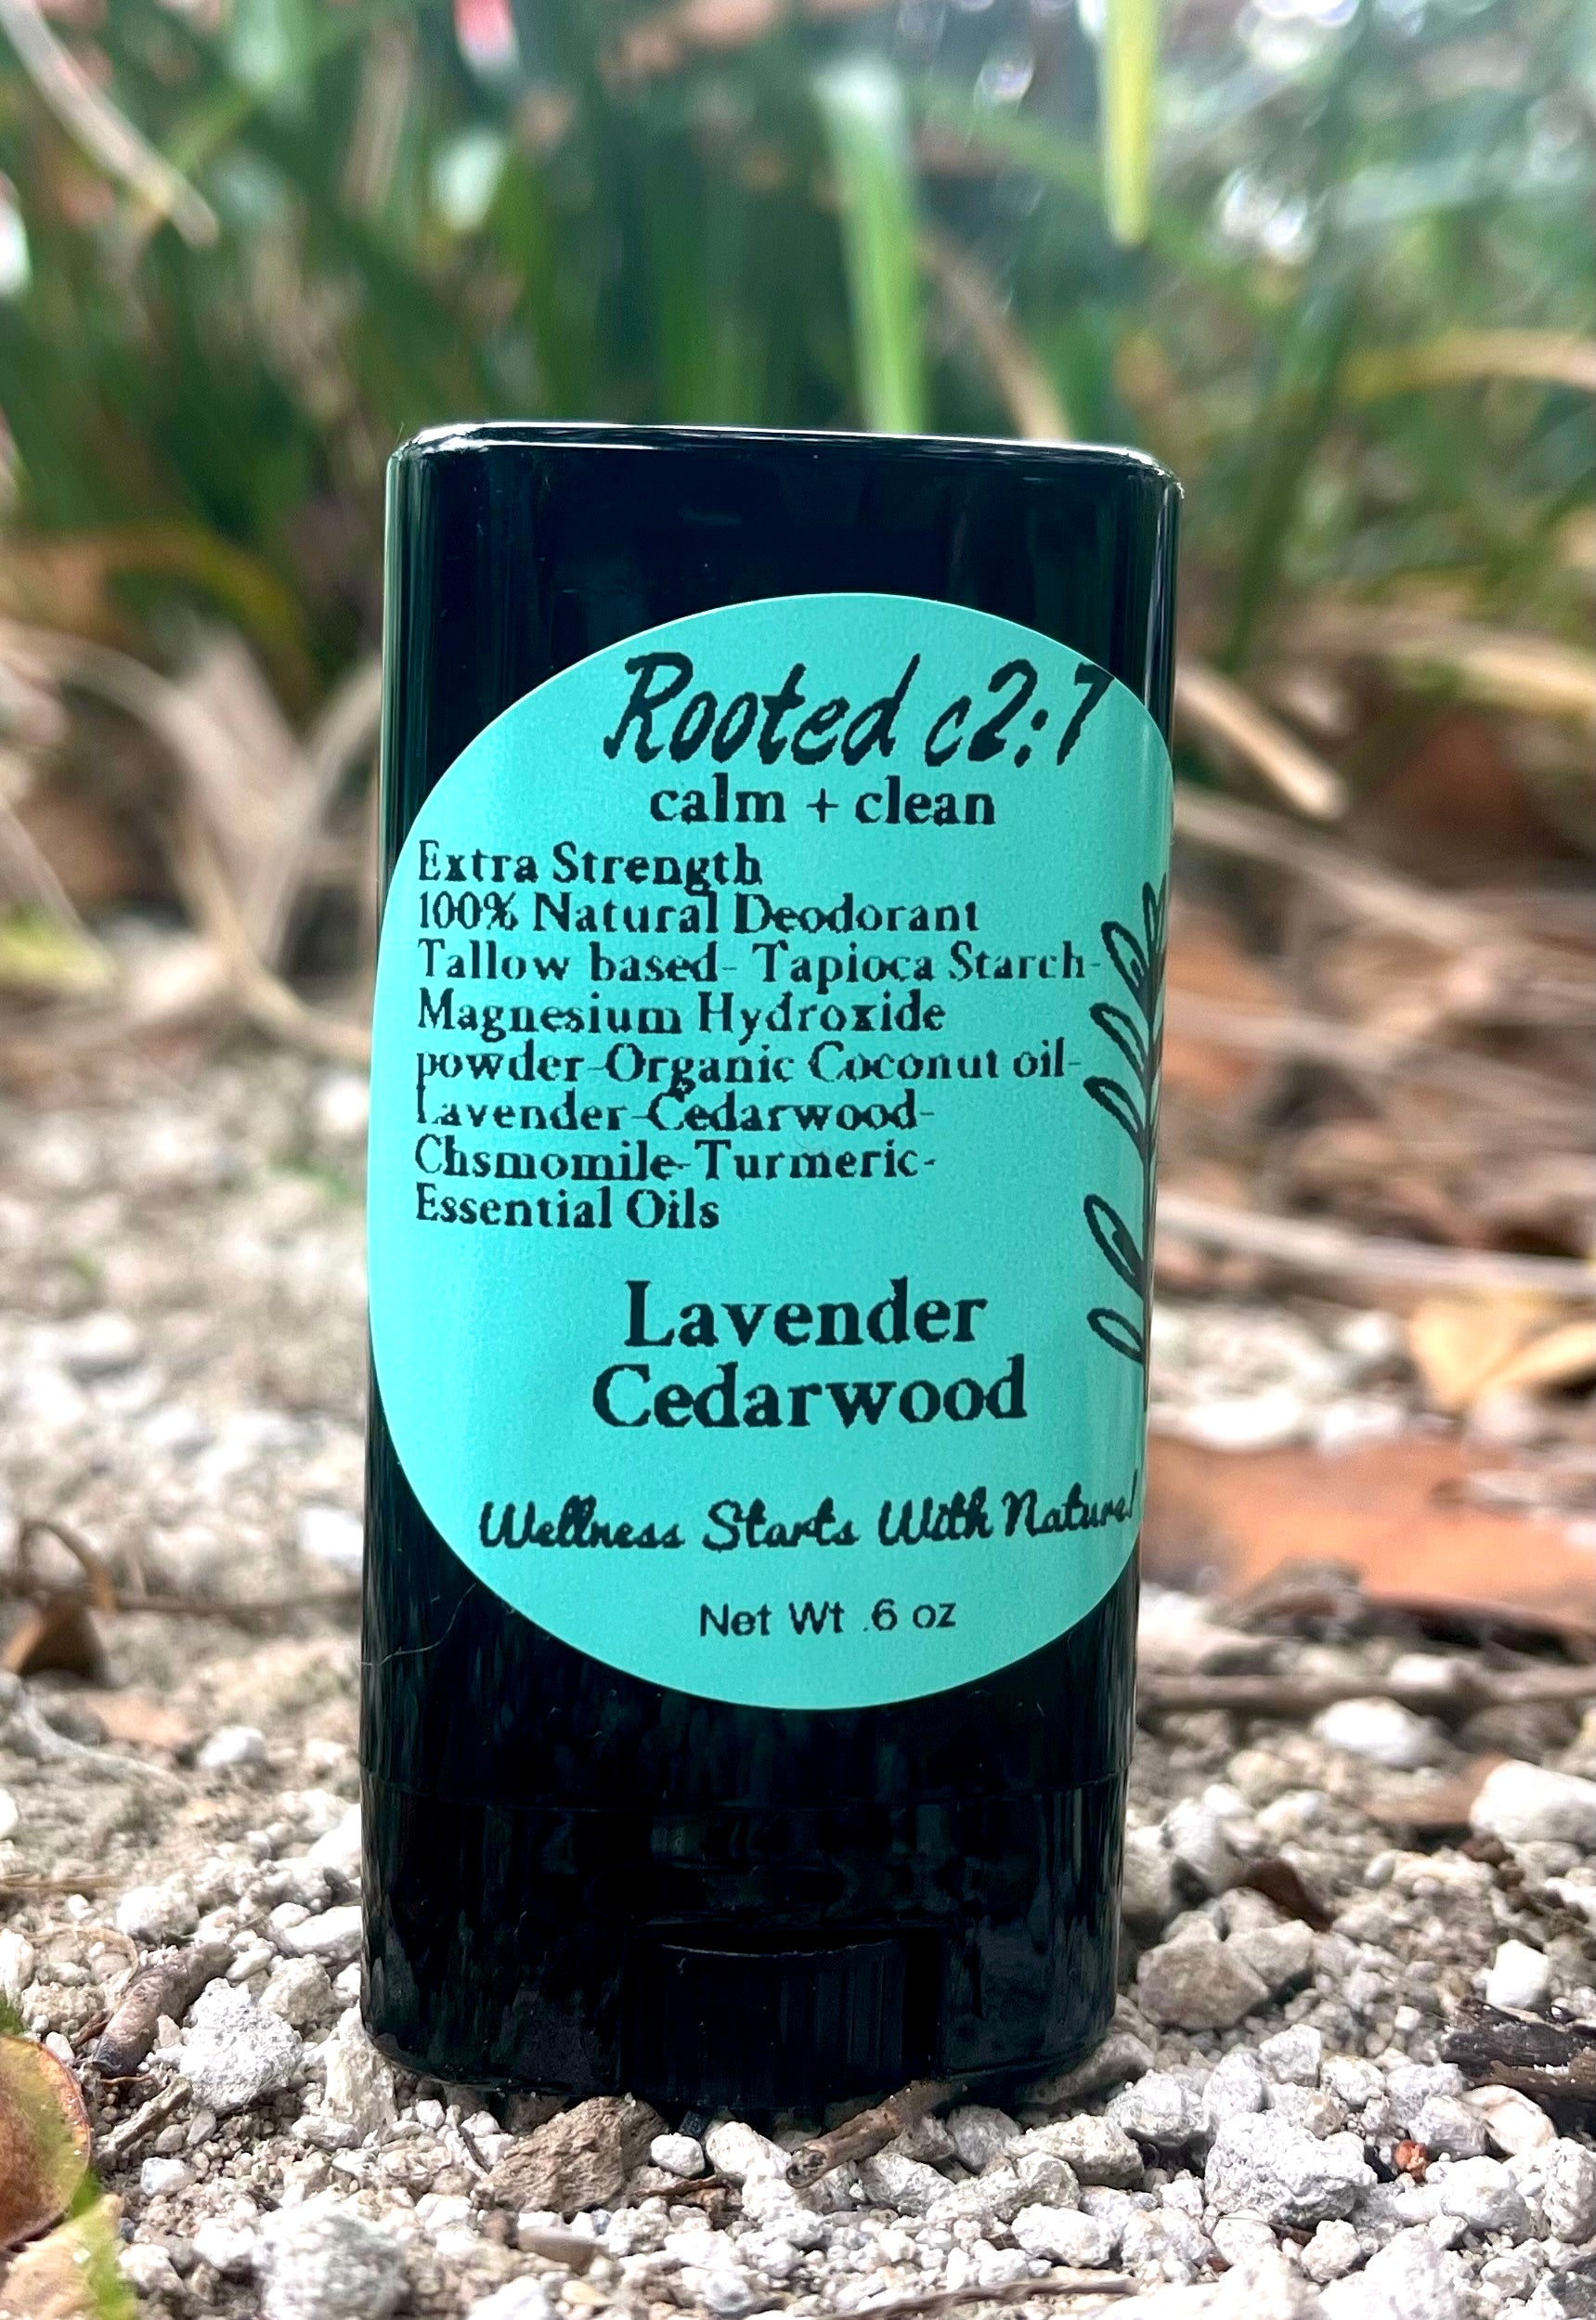 Rooted c2:7
calm + clean
Extra Strength
100% Natural Deodorant
Tallow based- Tapioca Starch-
Magnesium Hydroxide
powder-Organic Coconut oil-
Lavender-Cedarwood-
Chsmomile-Turmeric-
Essential Oils
Lavender
Cedarwood
Wellness Starts With Natural
Net Wt .6 oz